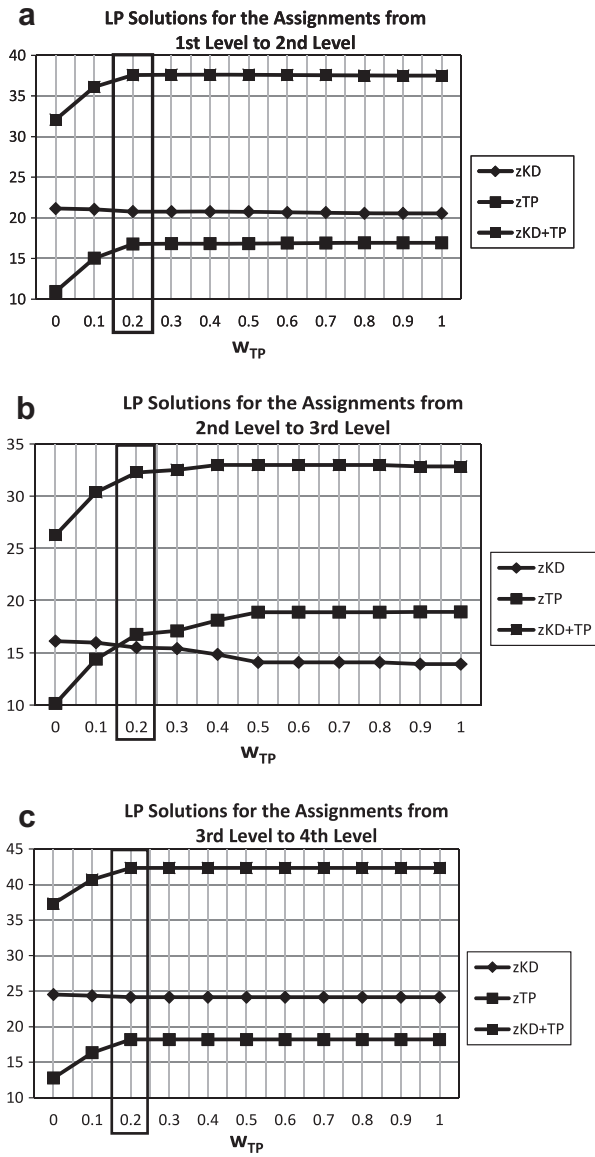 a
LP Solutions for the Assignments from
1st Level to 2nd Level
40
35
30
25
20
15
10
0 0.1 0.2 0.3 0.4 0.5 0.6 0.7 0.8 0.9 1
wTP
zKD
zTP
zKD+TP
b
LP Solutions for the Assignments from
2nd Level to 3rd Level
35
30
25
20
15
10
0 0.1 0.2 0.3 0.4 0.5 0.6 0.7 0.8 0.9 1
wTP
zKD
zTP
zKD+TP
c
LP Solutions for the Assignments from
3rd Level to 4th Level
45
40
35
30
25
20
15
10
0 0.1 0.2 0.3 0.4 0.5 0.6 0.7 0.8 0.9 1
wTP
zKD
zTP
zKD+TP